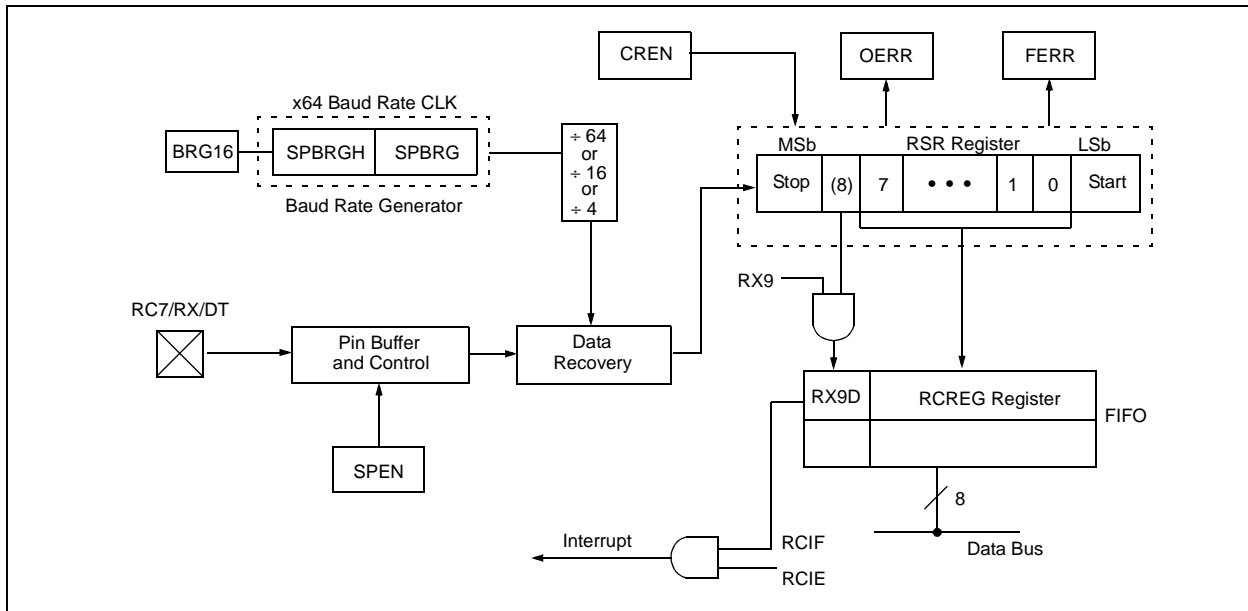 CREN
OERR
FERR
x64 Baud Rate CLK
BRG16
SPBRGH
SPBRG
÷ 64
or
÷ 16
or
÷ 4
Baud Rate Generator
MSb
RSR Register
LSb
Stop
(8)
7
• • •
1
0
Start
RX9
RC7/RX/DT
Pin Buffer
and Control
Data
Recovery
SPEN
RX9D
RCREG Register
FIFO
8
Data Bus
Interrupt
RCIF
RCIE